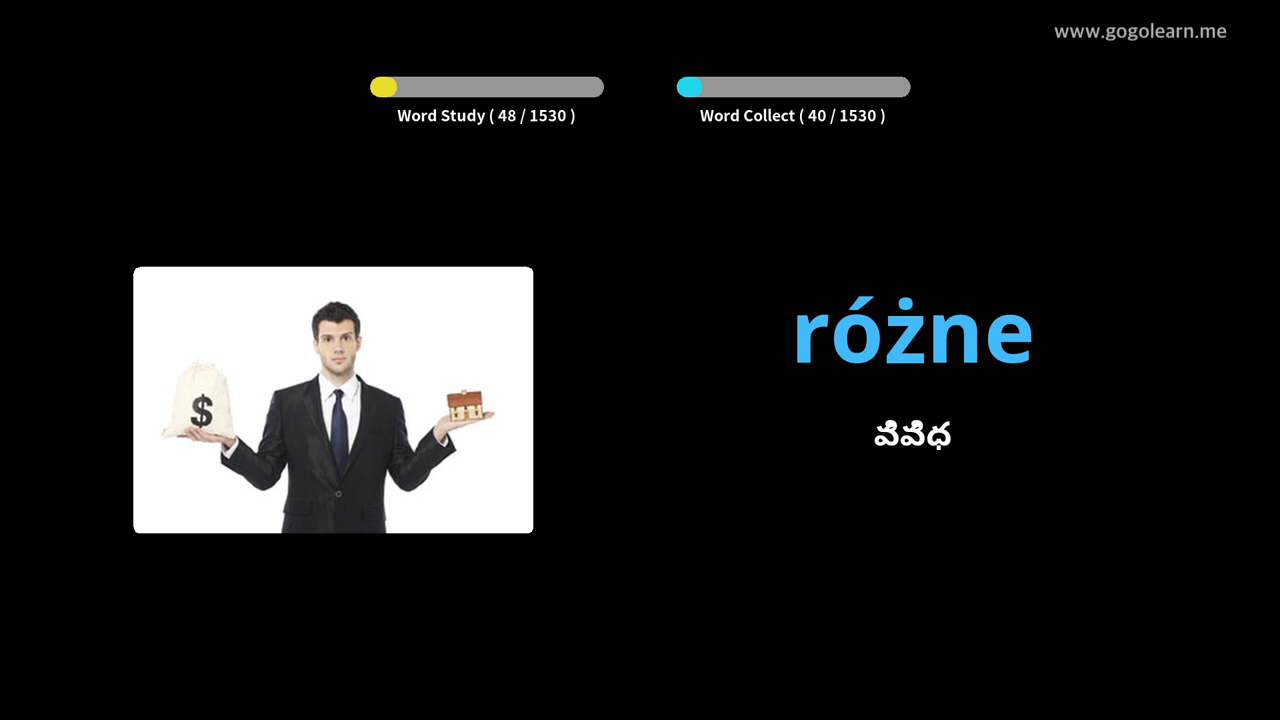 www.gogolearn.me
Word Study ( 48 / 1530 )
Word Collect ( 40 / 1530 )
$
różne
వివిధ